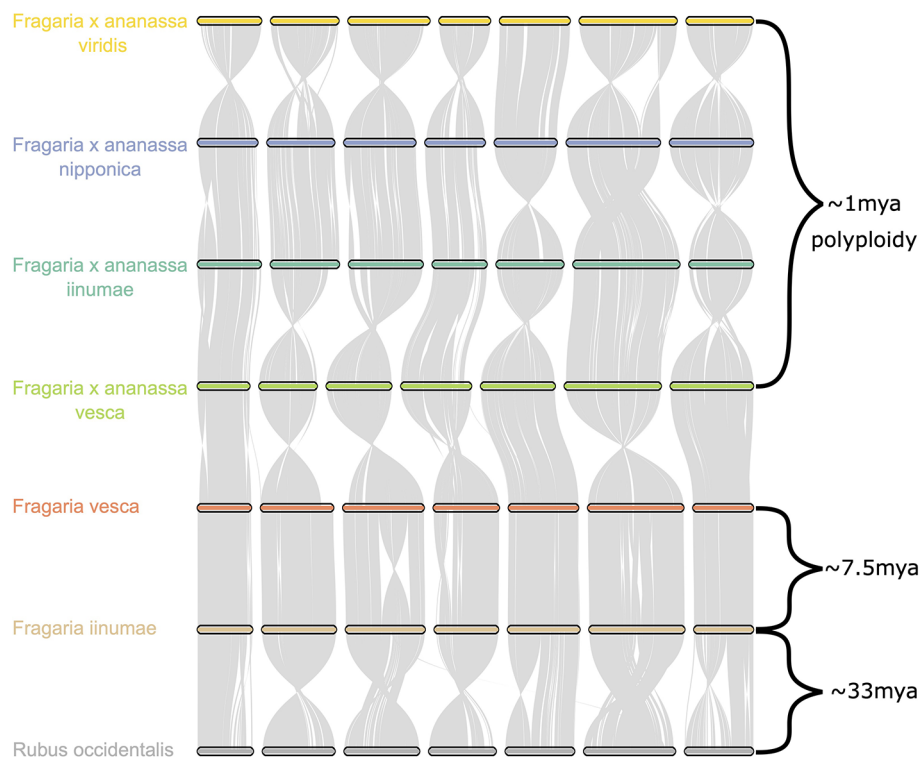 Fragaria x ananassa
viridis
Fragaria x ananassa
nipponica
~1mya
polyploidy
Fragaria x ananassa
iinumae
Fragaria x ananassa
vesca
Fragaria vesca
~7.5mya
Fragaria iinumae
~33mya
Rubus occidentalis